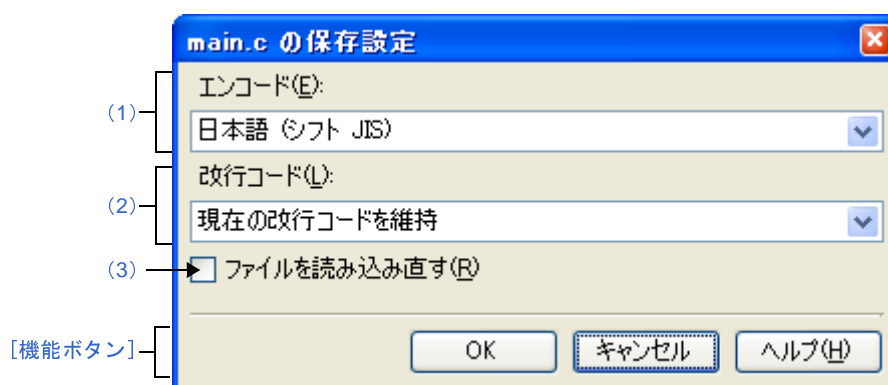 main.c の保存設定
エンコード(E):
(1)
日本語 (シフト JIS)
改行コード(L):
(2)
現在の改行コードを維持
(3)
ファイルを読み込み直す(R)
[機能ボタン]
OK キャンセル ヘルプ(H)